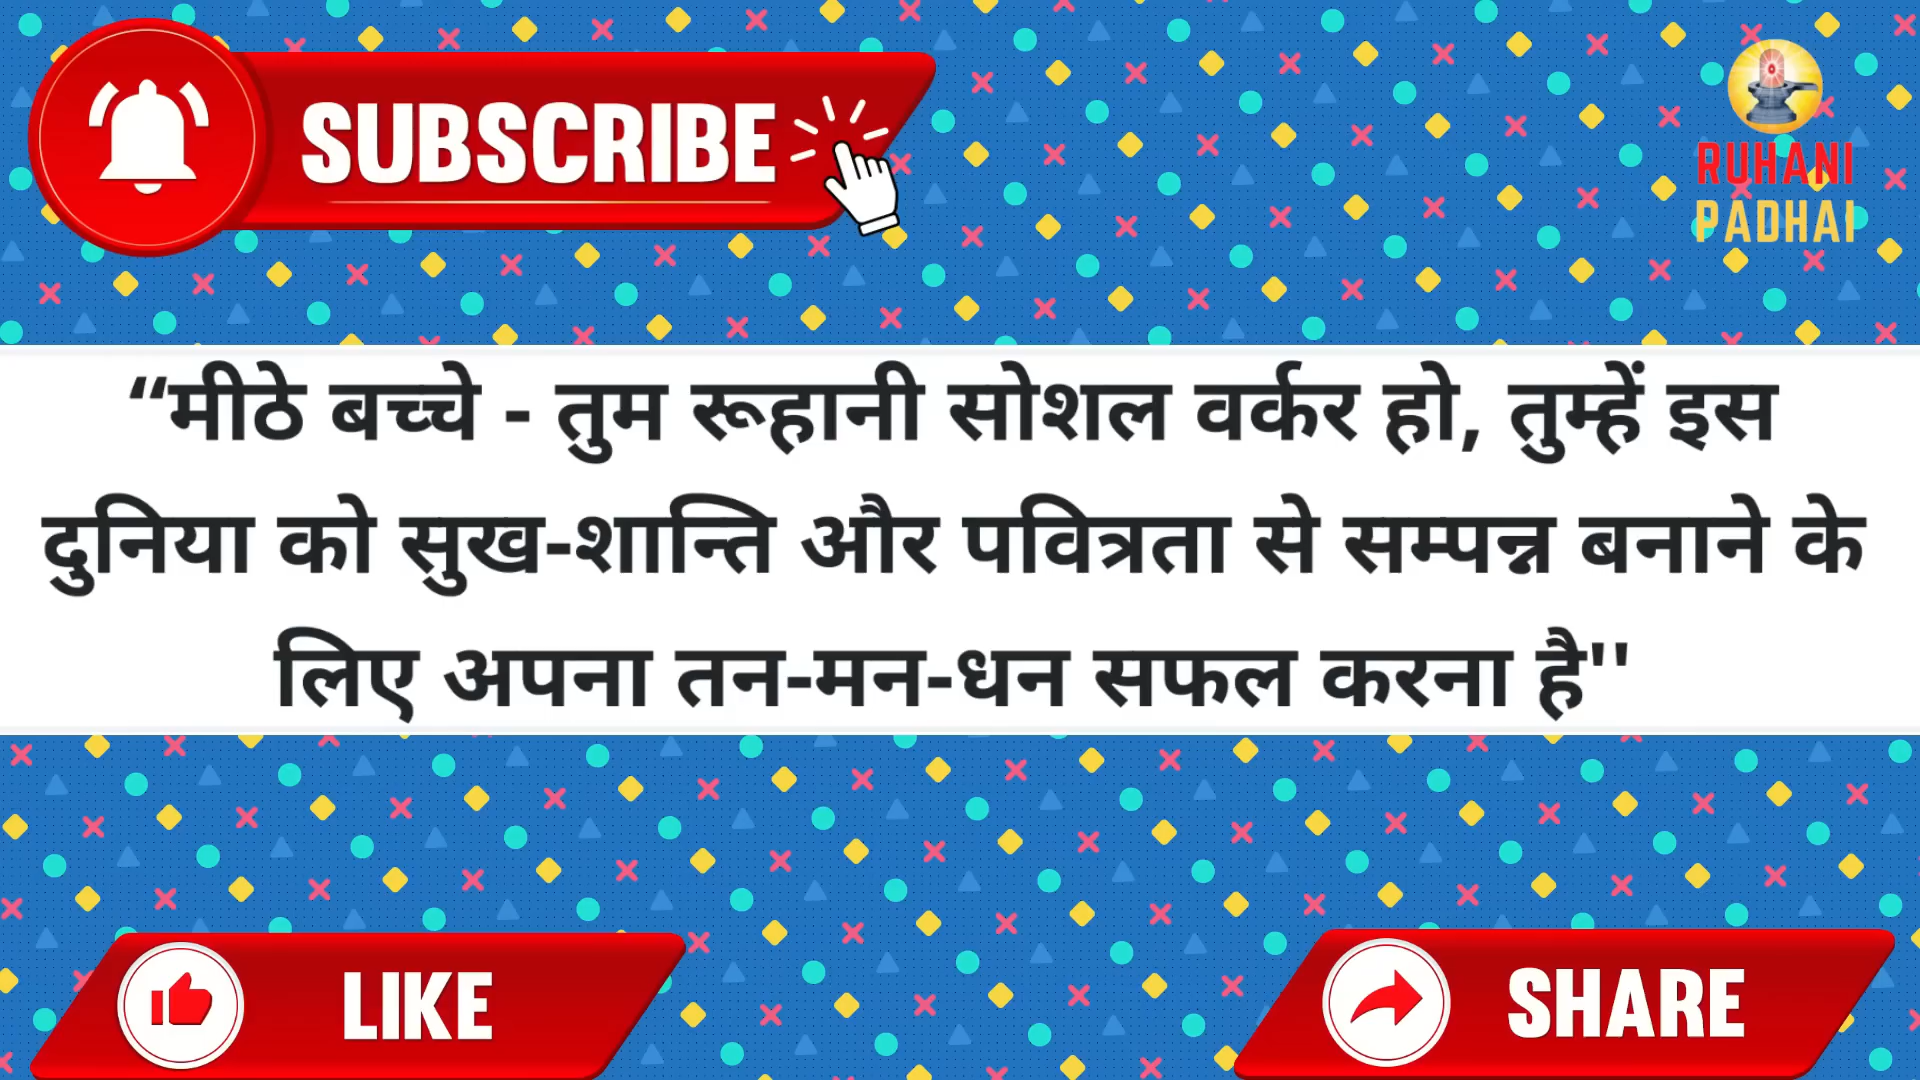 SUBSCRIBE
RUHANI
PADHAI
“मीठे बच्चे - तुम रूहानी सोशल वर्कर हो, तुम्हें इस
दुनिया को सुख-शान्ति और पवित्रता से सम्पन्न बनाने के
लिए अपना तन-मन-धन सफल करना है''
LIKE
SHARE